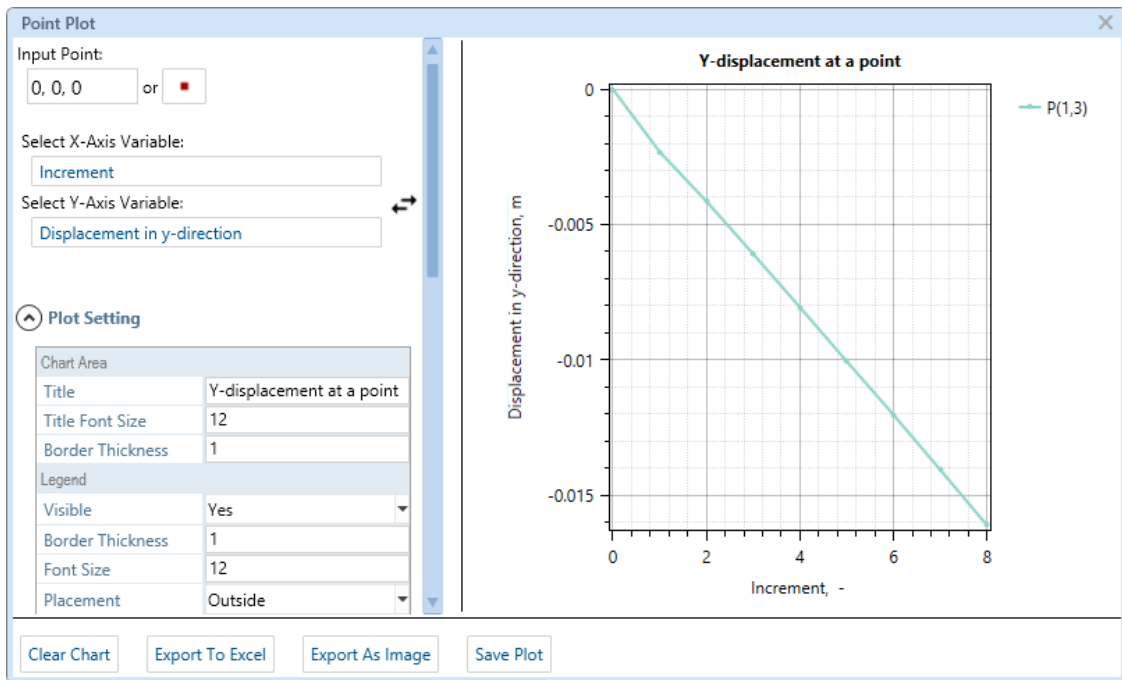 Point Plot
Input Point:
0, 0, 0 or
Select X-Axis Variable:
Increment
Select Y-Axis Variable:
Displacement in y-direction
Plot Setting
Chart Area
Title Y-displacement at a point
Title Font Size 12
Border Thickness 1
Legend
Visible Yes
Border Thickness 1
Font Size 12
Placement Outside
Y-displacement at a point
P(1,3)
Displacement in y-direction, m
0
-0.005
-0.01
-0.015
0 2 4 6 8
Increment, -
Clear Chart Export To Excel Export As Image Save Plot